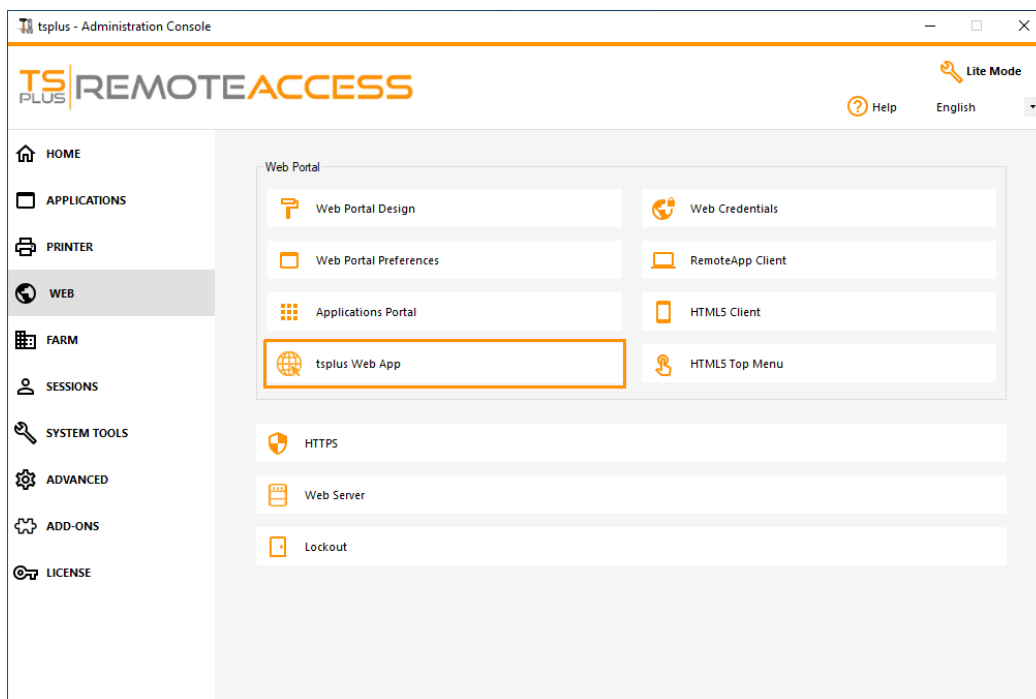 tsplus - Administration Console
TS PLUS REMOTEACCESS
Lite Mode
Help
English
HOME
APPLICATIONS
PRINTER
WEB
FARM
SESSIONS
SYSTEM TOOLS
ADVANCED
ADD-ONS
LICENSE
Web Portal
Web Portal Design
Web Credentials
Web Portal Preferences
RemoteApp Client
Applications Portal
HTML5 Client
tsplus Web App
HTML5 Top Menu
HTTPS
Web Server
Lockout